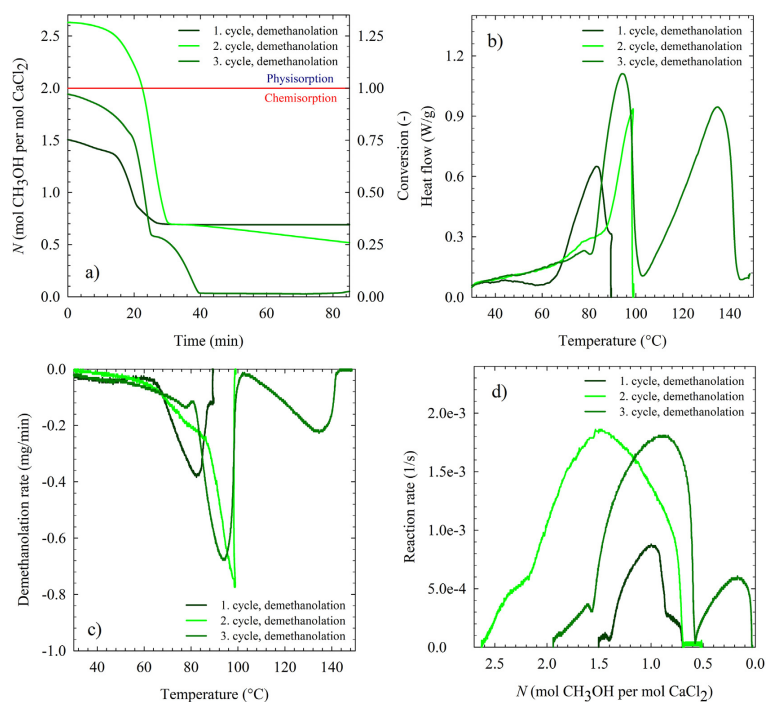 1. cycle, demethanolation
2. cycle, demethanolation
3. cycle, demethanolation
Physisorption
Chemisorption
2.5
2.0
1.5
1.0
0.5
0.0
1.25
1.00
0.75
0.50
0.25
0.00
N (mol CH3OH per mol CaCl2)
Conversion (-)
a)
0 20 40 60 80
Time (min)
b)
1. cycle, demethanolation
2. cycle, demethanolation
3. cycle, demethanolation
1.2
0.9
0.6
0.3
0.0
Heat flow (W/g)
40 60 80 100 120 140
Temperature (°C)
0.0
-0.2
-0.4
-0.6
-0.8
-1.0
Demethanolation rate (mg/min)
c)
1. cycle, demethanolation
2. cycle, demethanolation
3. cycle, demethanolation
40 60 80 100 120 140
Temperature (°C)
d)
1. cycle, demethanolation
2. cycle, demethanolation
3. cycle, demethanolation
2.0e-3
1.5e-3
1.0e-3
5.0e-4
0.0
Reaction rate (1/s)
2.5 2.0 1.5 1.0 0.5 0.0
N (mol CH3OH per mol CaCl2)